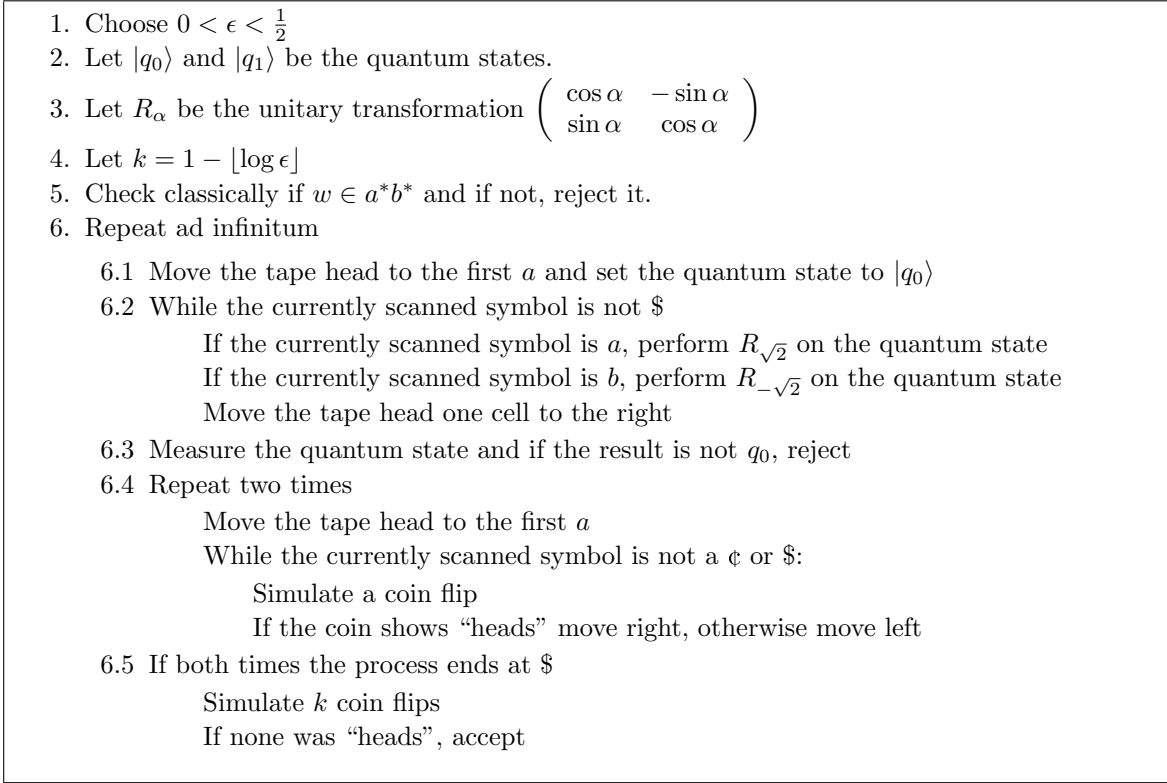 1. Choose 0 < ϵ < 1/2
2. Let |q₀⟩ and |q₁⟩ be the quantum states.
3. Let R_α be the unitary transformation ( cos α −sin α
sin α cos α )
4. Let k = 1 − ⌊log ϵ⌋
5. Check classically if w ∈ a*b* and if not, reject it.
6. Repeat ad infinitum
6.1 Move the tape head to the first a and set the quantum state to |q₀⟩
6.2 While the currently scanned symbol is not $
If the currently scanned symbol is a, perform R_√2 on the quantum state
If the currently scanned symbol is b, perform R_−√2 on the quantum state
Move the tape head one cell to the right
6.3 Measure the quantum state and if the result is not q₀, reject
6.4 Repeat two times
Move the tape head to the first a
While the currently scanned symbol is not a ¢ or $:
Simulate a coin flip
If the coin shows “heads” move right, otherwise move left
6.5 If both times the process ends at $
Simulate k coin flips
If none was “heads”, accept